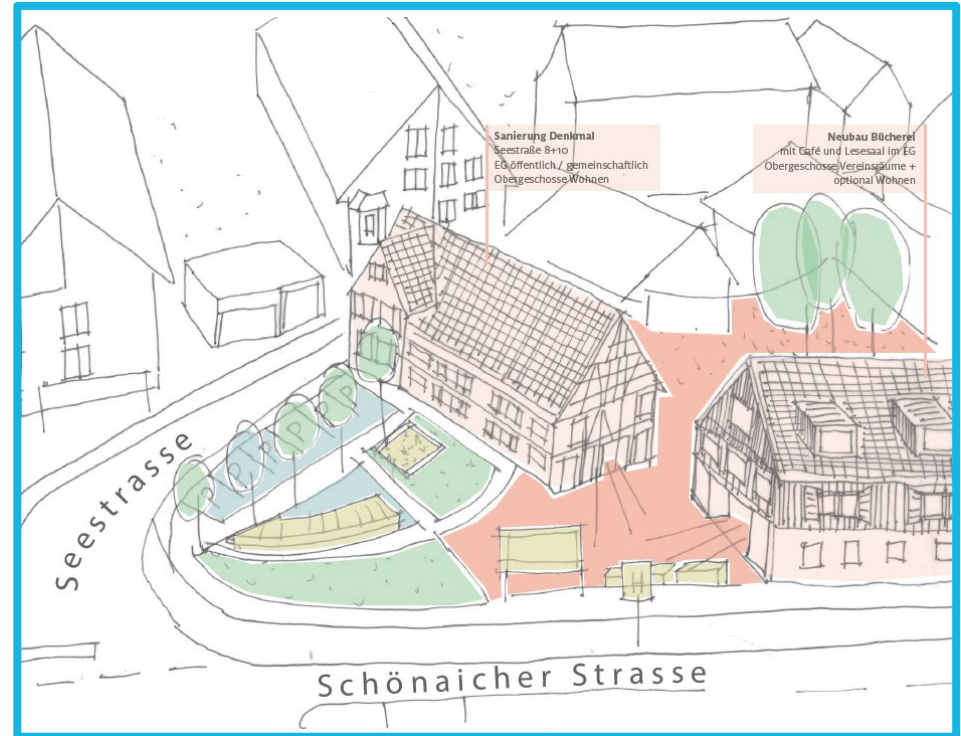 Sanierung Denkmal
Seestraße 8+10
EG öffentlich / gemeinschaftlich
Obergeschosse Wohnen
Neubau Bücherei
mit Café und Lesesaal im EG
Obergeschosse Vereinsräume +
optional Wohnen
P P P P P
Seestrasse
H
Schönaicher Strasse